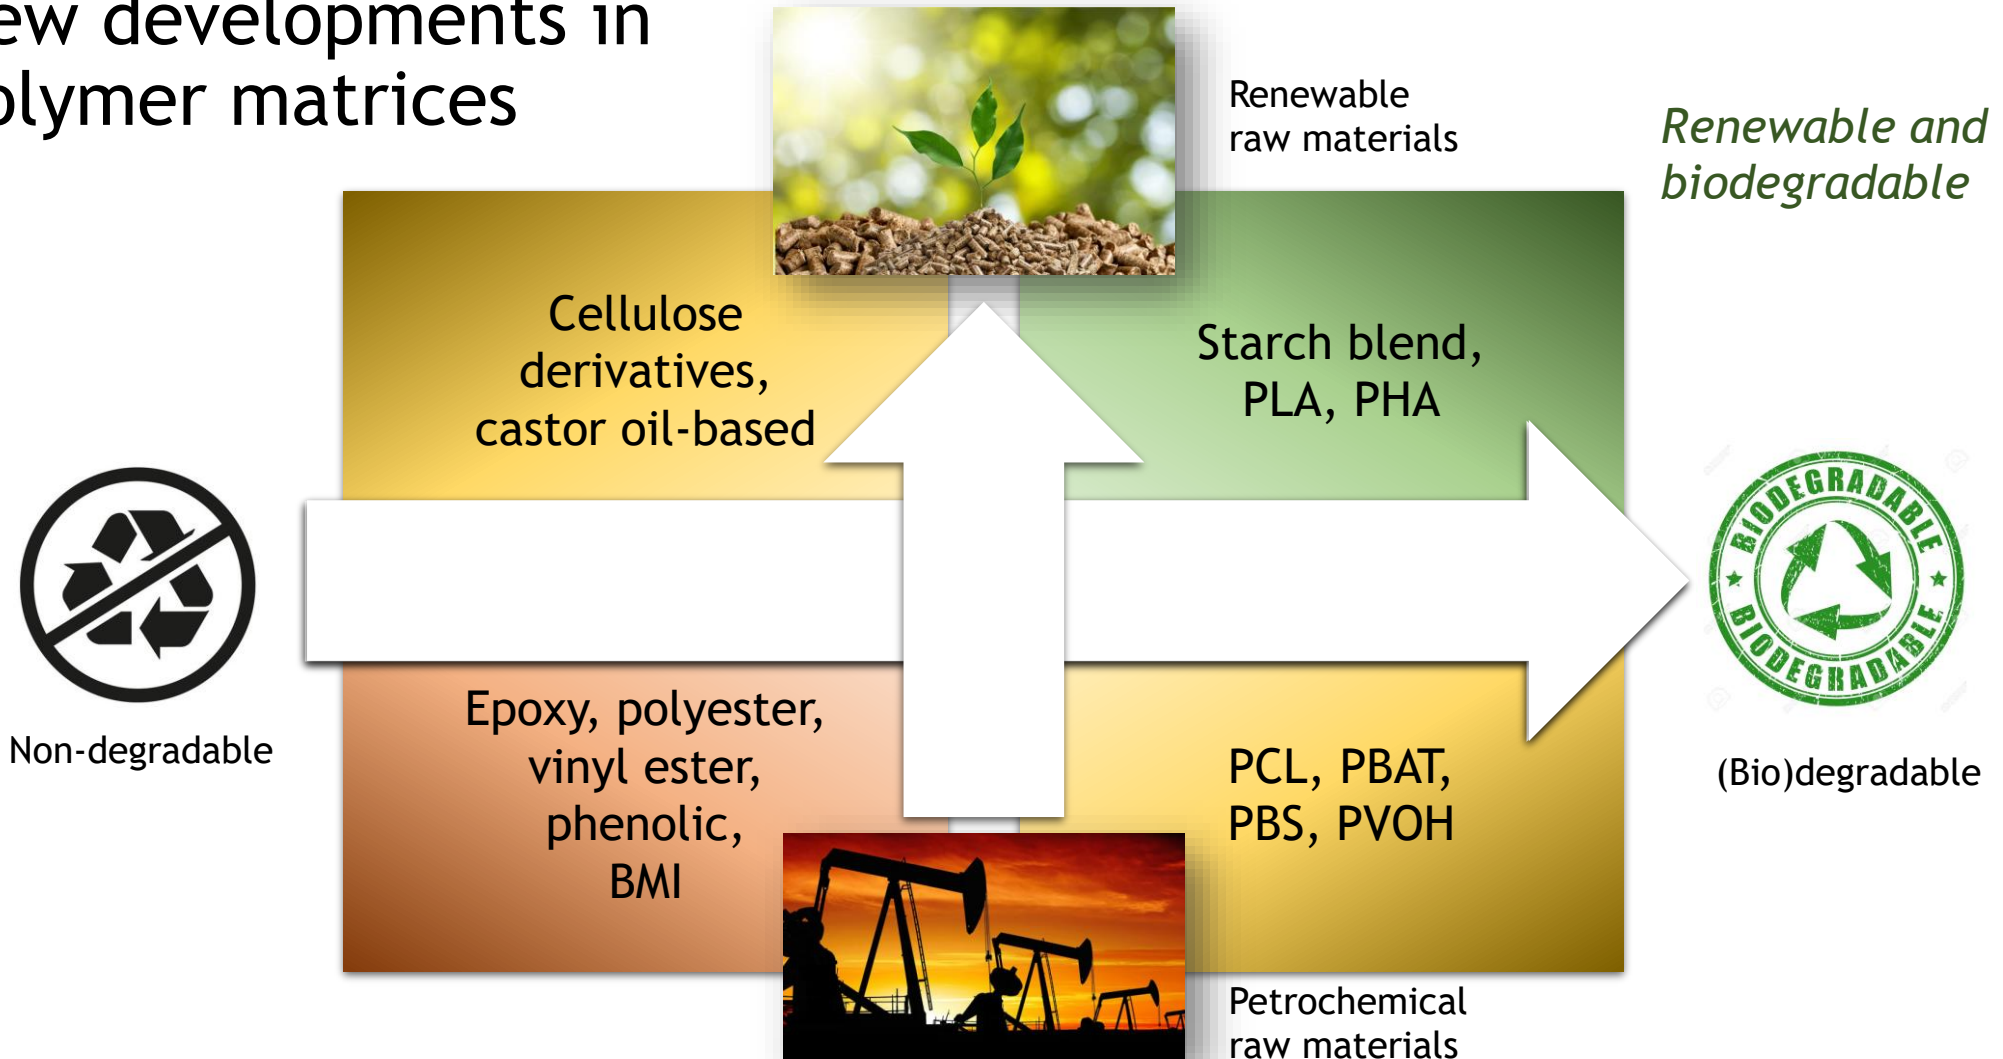 ew developments in
olymer matrices
Renewable
raw materials
Renewable and
biodegradable
Cellulose
derivatives,
castor oil-based
Starch blend,
PLA, PHA
BIODEGRADABLE
BIODEGRADABLE
Non-degradable
(Bio)degradable
Epoxy, polyester,
vinyl ester,
phenolic,
BMI
PCL, PBAT,
PBS, PVOH
Petrochemical
raw materials